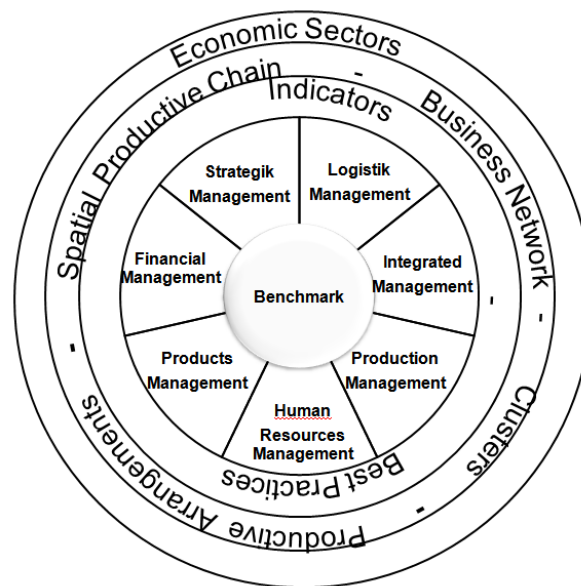 Economic Sectors
Spatial Productive Chain - Business Network - Clusters - Productive Arrangements -
Indicators - Best Practices
Strategik
Management
Logistik
Management
Financial
Management
Integrated
Management
Benchmark
Products
Management
Production
Management
Human
Resources
Management